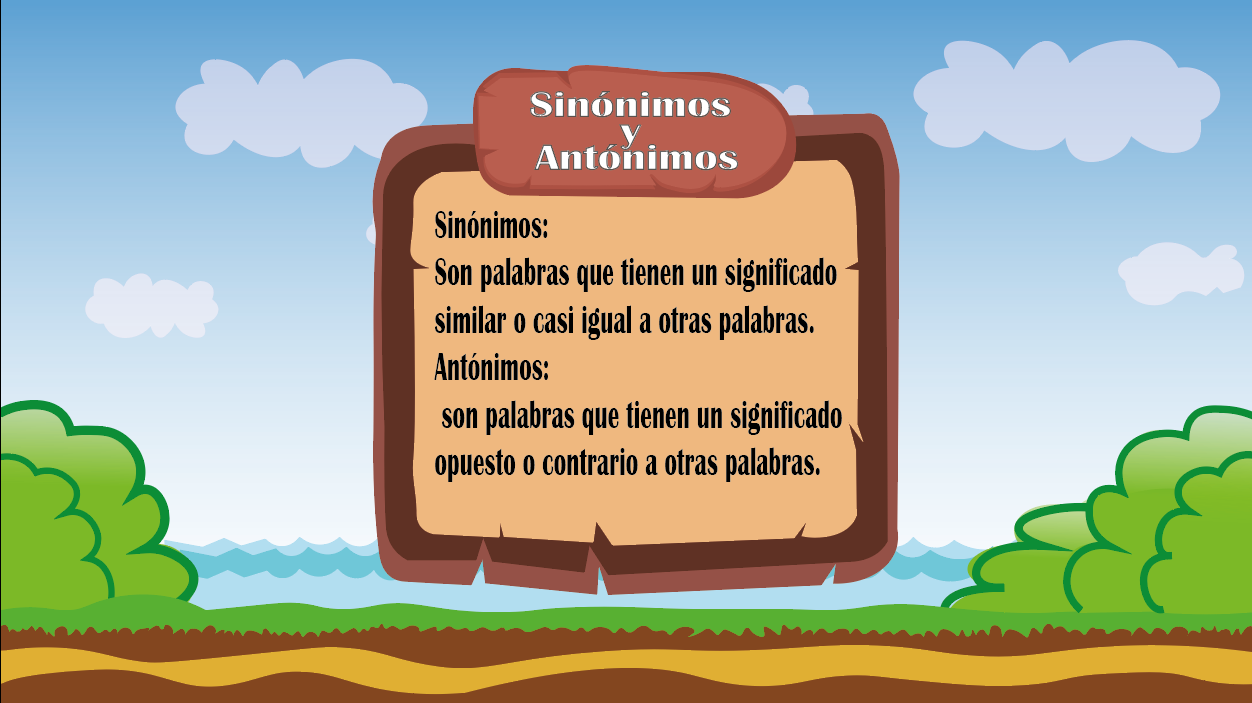 Sinónimos
y
Antónimos
Sinónimos:
Son palabras que tienen un significado
similar o casi igual a otras palabras.
Antónimos:
son palabras que tienen un significado
opuesto o contrario a otras palabras.